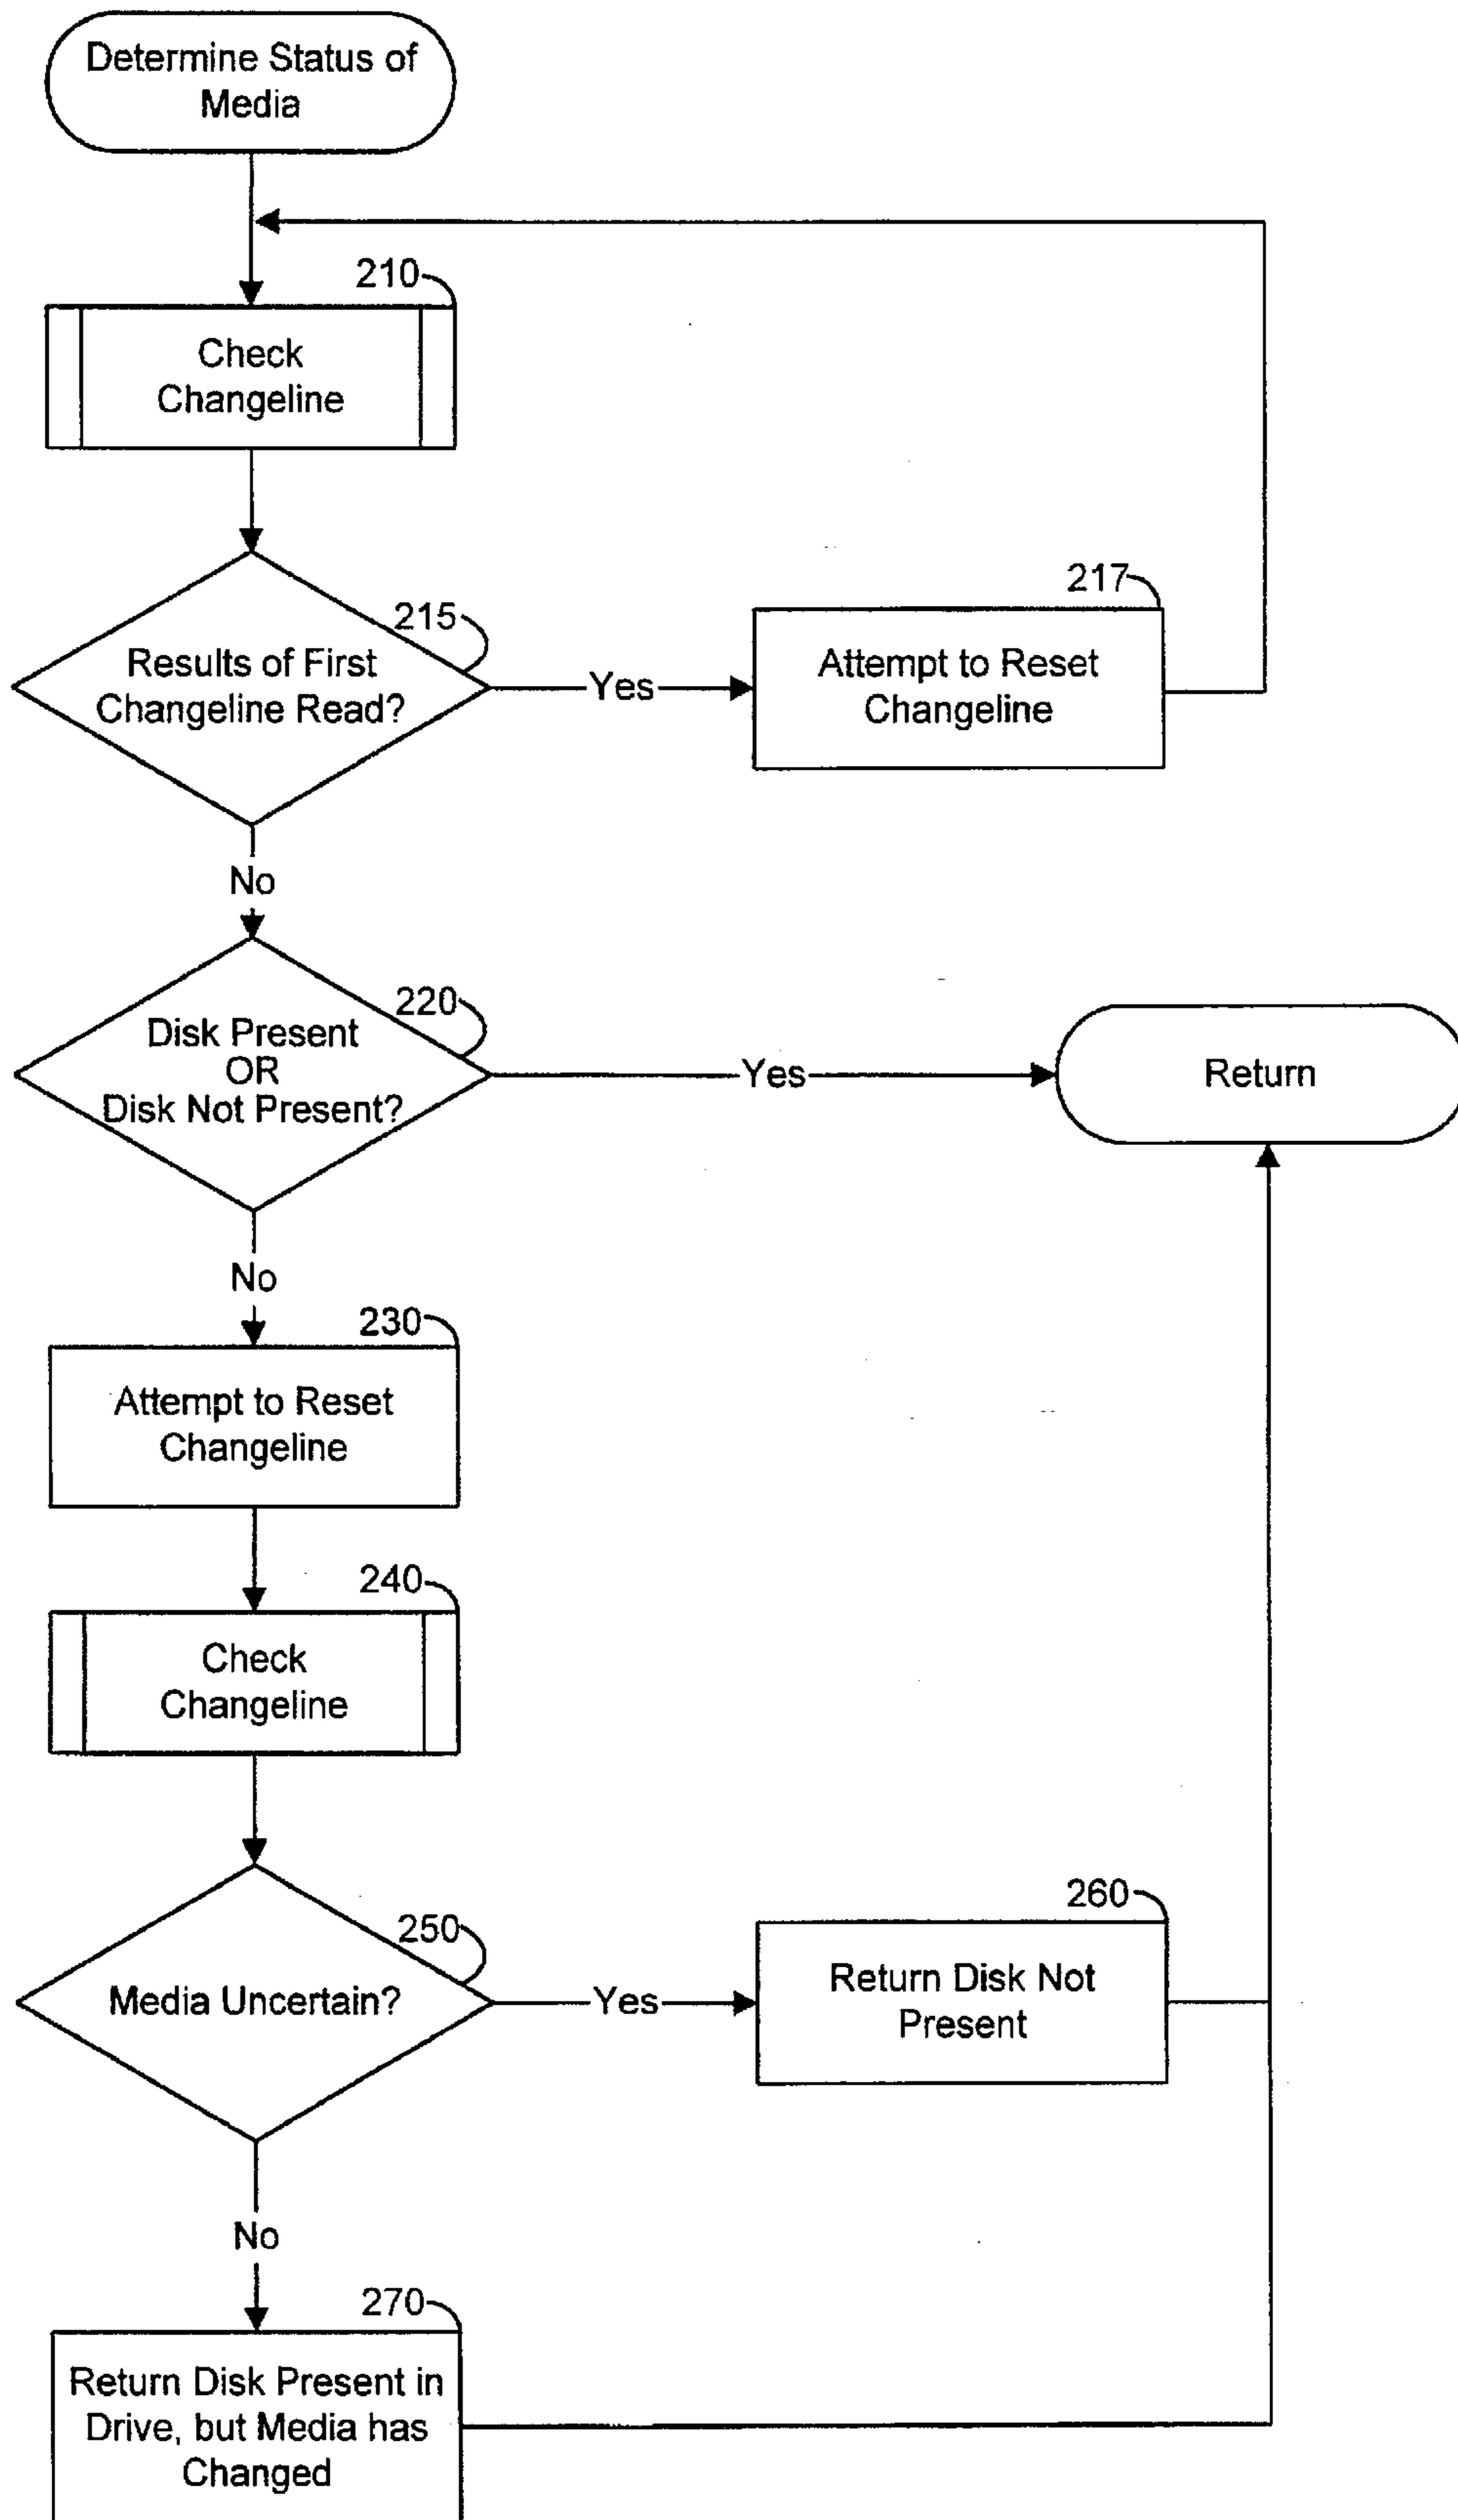 Determine Status of
Media
210
Check
Changeline
215
Results of First
Changeline Read?
Yes
217
Attempt to Reset
Changeline
No
220
Disk Present
OR
Disk Not Present?
Yes
Return
No
230
Attempt to Reset
Changeline
240
Check
Changeline
250
Media Uncertain?
Yes
260
Return Disk Not
Present
No
270
Return Disk Present in
Drive, but Media has
Changed